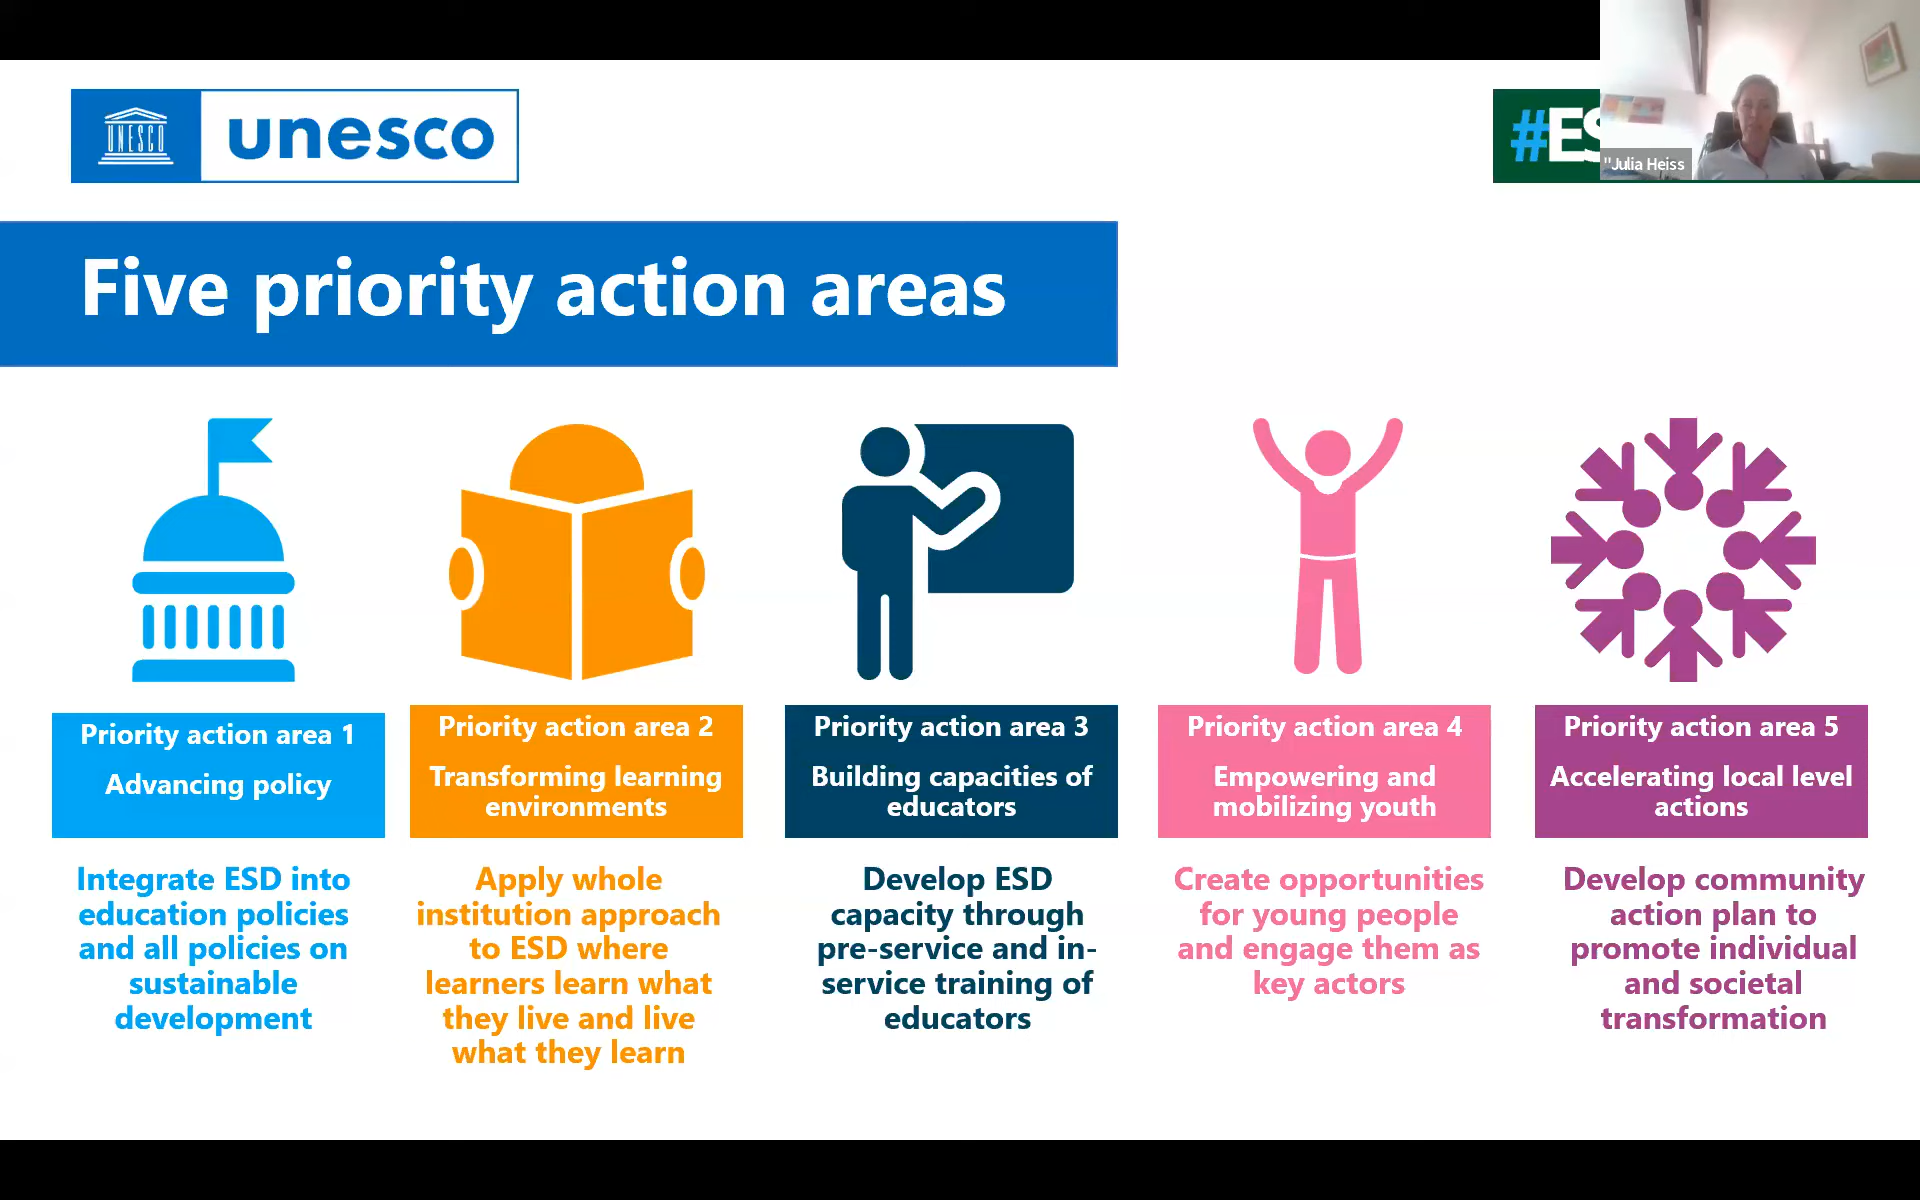 UNESCO
unesco
#ES
"Julia Heiss
Five priority action areas
Priority action area 1
Advancing policy
Integrate ESD into
education policies
and all policies on
sustainable
development
Priority action area 2
Transforming learning
environments
Apply whole
institution approach
to ESD where
learners learn what
they live and live
what they learn
Priority action area 3
Building capacities of
educators
Develop ESD
capacity through
pre-service and in-
service training of
educators
Priority action area 4
Empowering and
mobilizing youth
Create opportunities
for young people
and engage them as
key actors
Priority action area 5
Accelerating local level
actions
Develop community
action plan to
promote individual
and societal
transformation